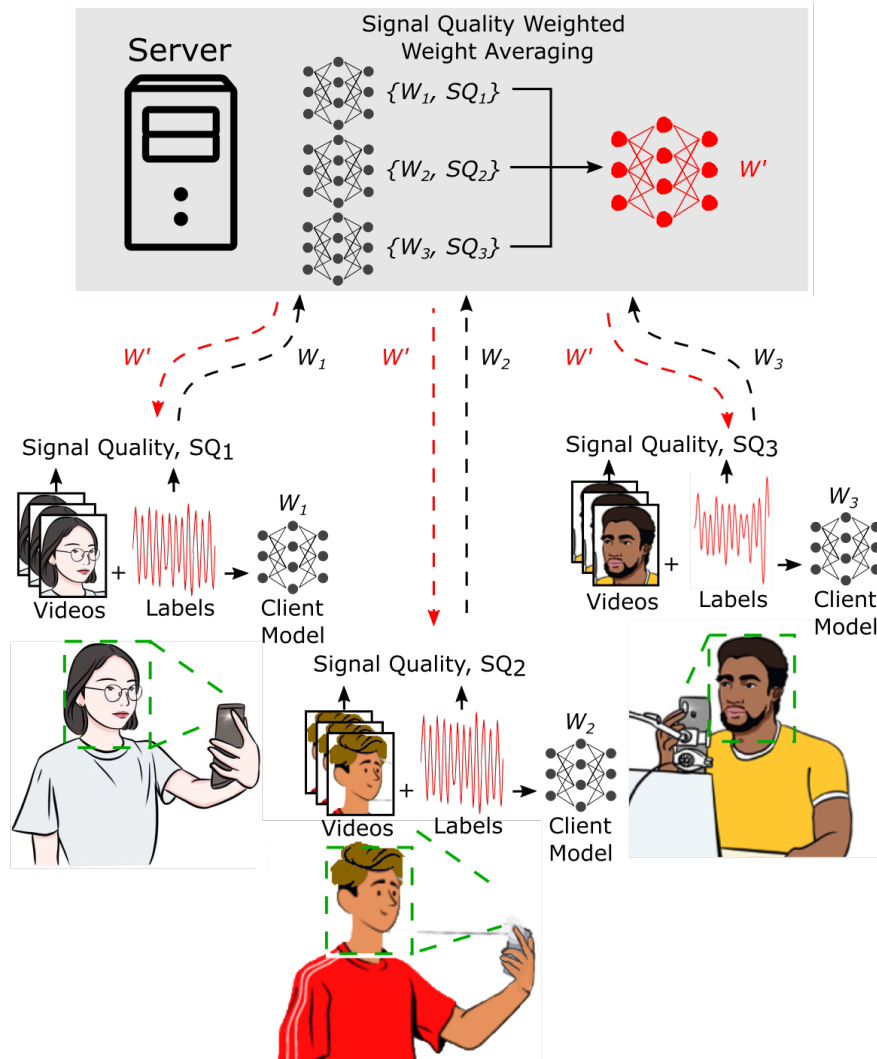 Signal Quality Weighted
Weight Averaging
Server
{W₁, SQ₁}
{W₂, SQ₂}
{W₃, SQ₃}
W'
W'
W₁
W'
W₂
W'
W₃
Signal Quality, SQ₁
W₁
Videos
+
Labels
Client
Model
Signal Quality, SQ₃
W₃
Videos
+
Labels
Client
Model
Signal Quality, SQ₂
W₂
Videos
+
Labels
Client
Model